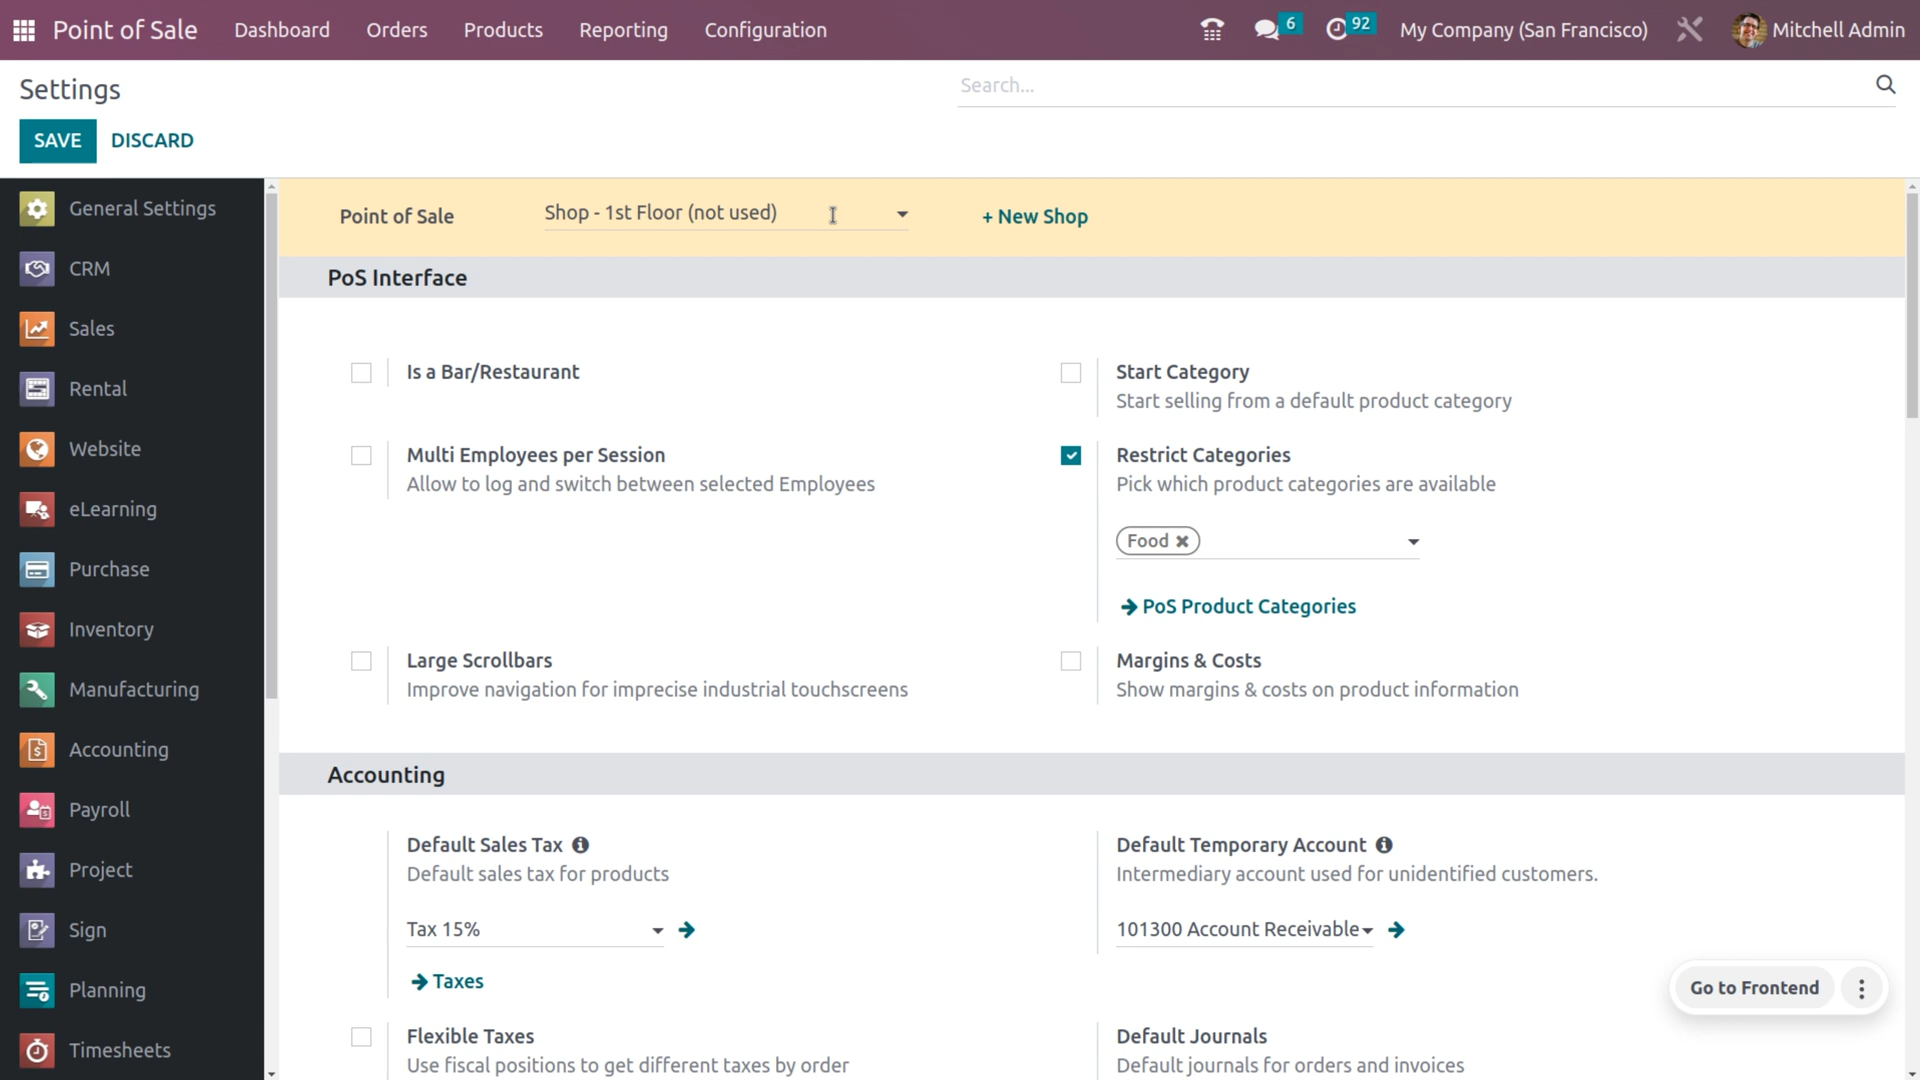 Point of Sale Dashboard Orders Products Reporting Configuration 6 92 My Company (San Francisco) Mitchell Admin
Settings Search...
SAVE DISCARD
General Settings
CRM
Sales
Rental
Website
eLearning
Purchase
Inventory
Manufacturing
Accounting
Payroll
Project
Sign
Planning
Timesheets
Point of Sale Shop - 1st Floor (not used) + New Shop
PoS Interface
Is a Bar/Restaurant
Start Category
Start selling from a default product category
Multi Employees per Session
Allow to log and switch between selected Employees
Restrict Categories
Pick which product categories are available
Food
PoS Product Categories
Large Scrollbars
Improve navigation for imprecise industrial touchscreens
Margins & Costs
Show margins & costs on product information
Accounting
Default Sales Tax
Default sales tax for products
Tax 15%
Taxes
Default Temporary Account
Intermediary account used for unidentified customers.
101300 Account Receivable
Flexible Taxes
Use fiscal positions to get different taxes by order
Default Journals
Default journals for orders and invoices
Go to Frontend